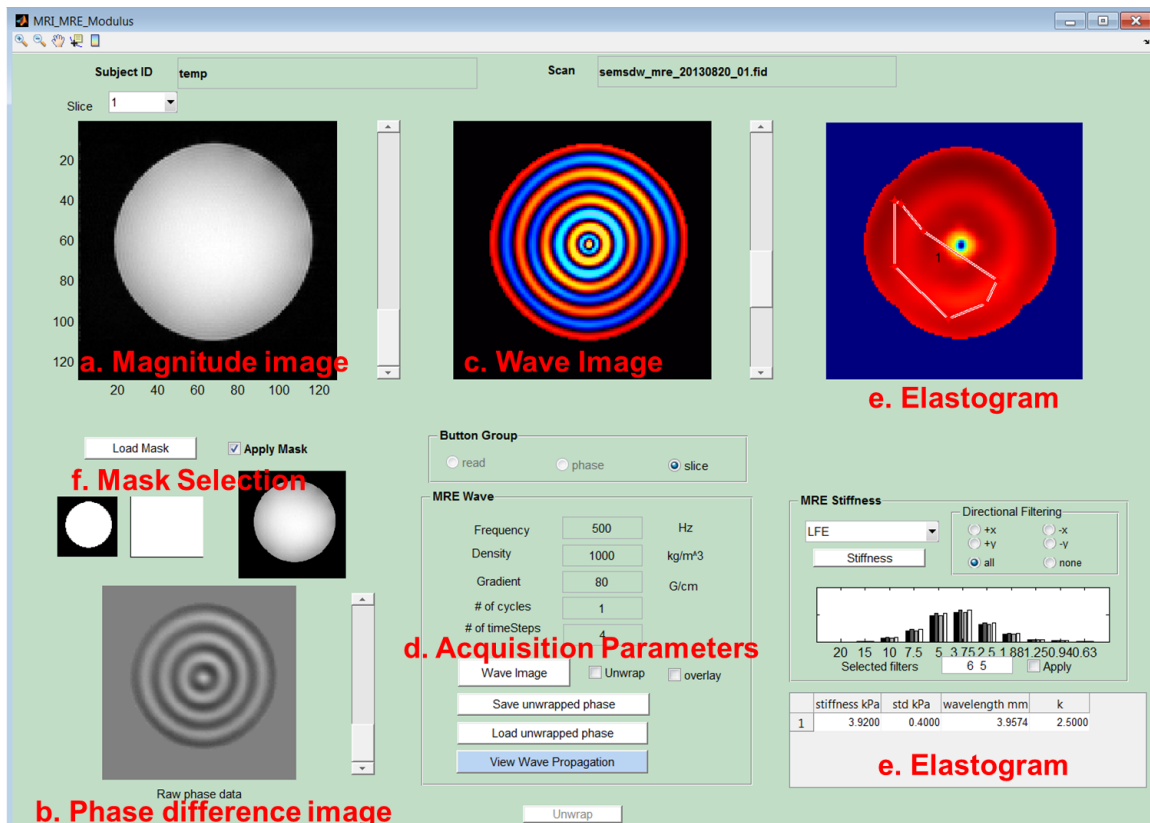 MRI_MRE_Modulus
Subject ID temp Scan semsdw_mre_20130820_01.fid
Slice 1
20
40
60
80
100
120
20 40 60 80 100 120
a. Magnitude image
c. Wave Image
1
e. Elastogram
Load Mask Apply Mask
f. Mask Selection
Raw phase data
b. Phase difference image
Button Group
read phase slice
MRE Wave
Frequency 500 Hz
Density 1000 kg/m^3
Gradient 80 G/cm
# of cycles 1
# of timeSteps 4
d. Acquisition Parameters
Wave Image Unwrap overlay
Save unwrapped phase
Load unwrapped phase
View Wave Propagation
Unwrap
MRE Stiffness
LFE
Stiffness
Directional Filtering
+x -x
+y -y
all none
20 15 10 7.5 5 3.75 2.5 1.88 1.25 0.94 0.63
Selected filters 6 5 Apply
stiffness kPa std kPa wavelength mm k
1 3.9200 0.4000 3.9574 2.5000
e. Elastogram